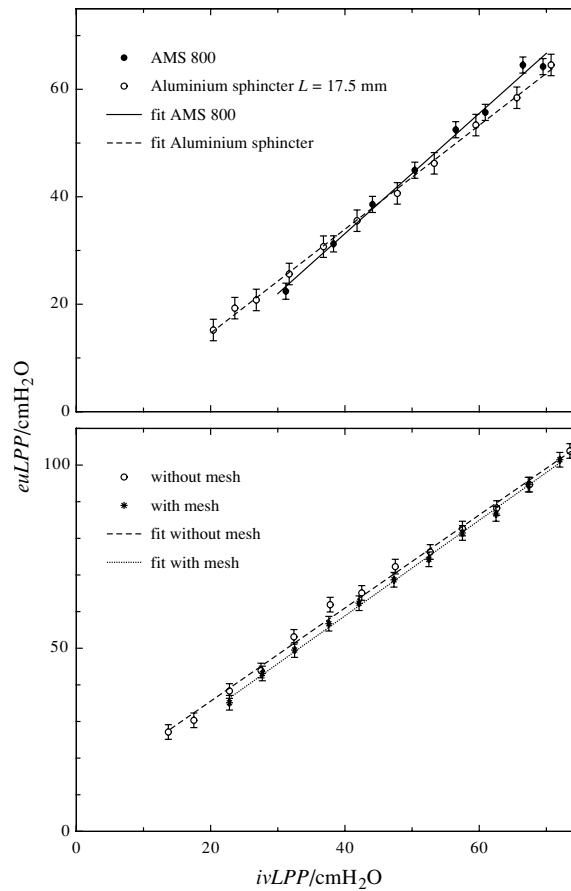 60
40
20
0
AMS 800
Aluminium sphincter L = 17.5 mm
fit AMS 800
fit Aluminium sphincter
euLPP/cmH₂O
100
50
0
without mesh
with mesh
fit without mesh
fit with mesh
0 20 40 60
ivLPP/cmH₂O